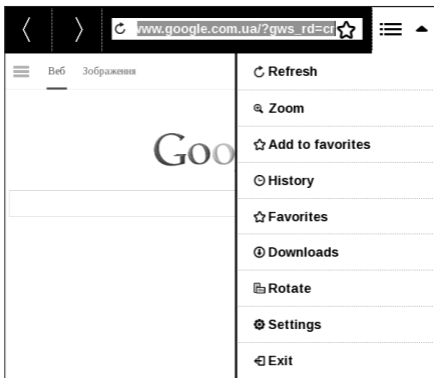 www.google.com.ua/?gws_rd=cr
Веб Зображення
Goo
Refresh
Zoom
Add to favorites
History
Favorites
Downloads
Rotate
Settings
Exit